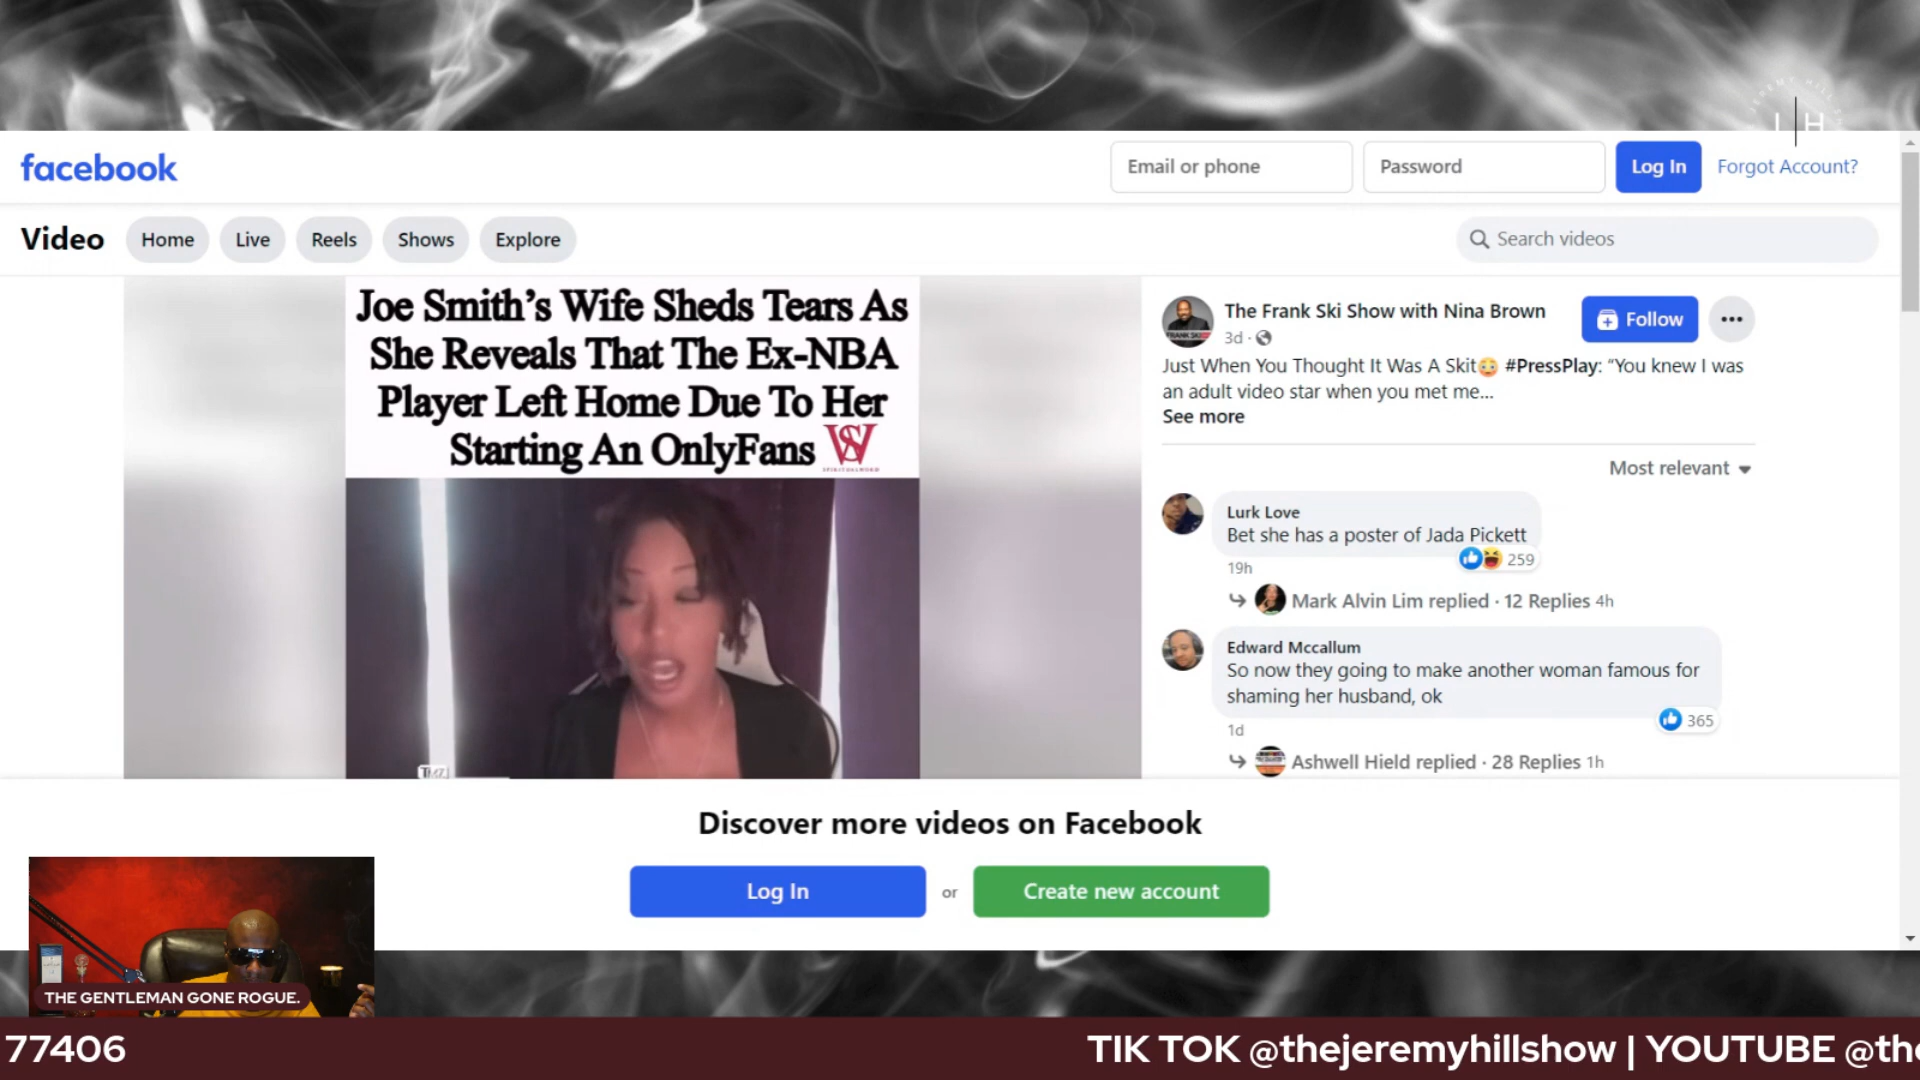 J H
facebook
Email or phone
Password
Log In
Forgot Account?
Video
Home
Live
Reels
Shows
Explore
Search videos
Joe Smith's Wife Sheds Tears As
She Reveals That The Ex-NBA
Player Left Home Due To Her
Starting An OnlyFans
TMZ
The Frank Ski Show with Nina Brown
3d ·
Follow
Just When You Thought It Was A Skit😳 #PressPlay: “You knew I was
an adult video star when you met me...
See more
Most relevant
Lurk Love
Bet she has a poster of Jada Pickett
259
19h
Mark Alvin Lim replied · 12 Replies 4h
Edward Mccallum
So now they going to make another woman famous for
shaming her husband, ok
365
1d
Ashwell Hield replied · 28 Replies 1h
Discover more videos on Facebook
Log In
or
Create new account
THE GENTLEMAN GONE ROGUE.
77406
TIK TOK @thejeremyhillshow | YOUTUBE @the